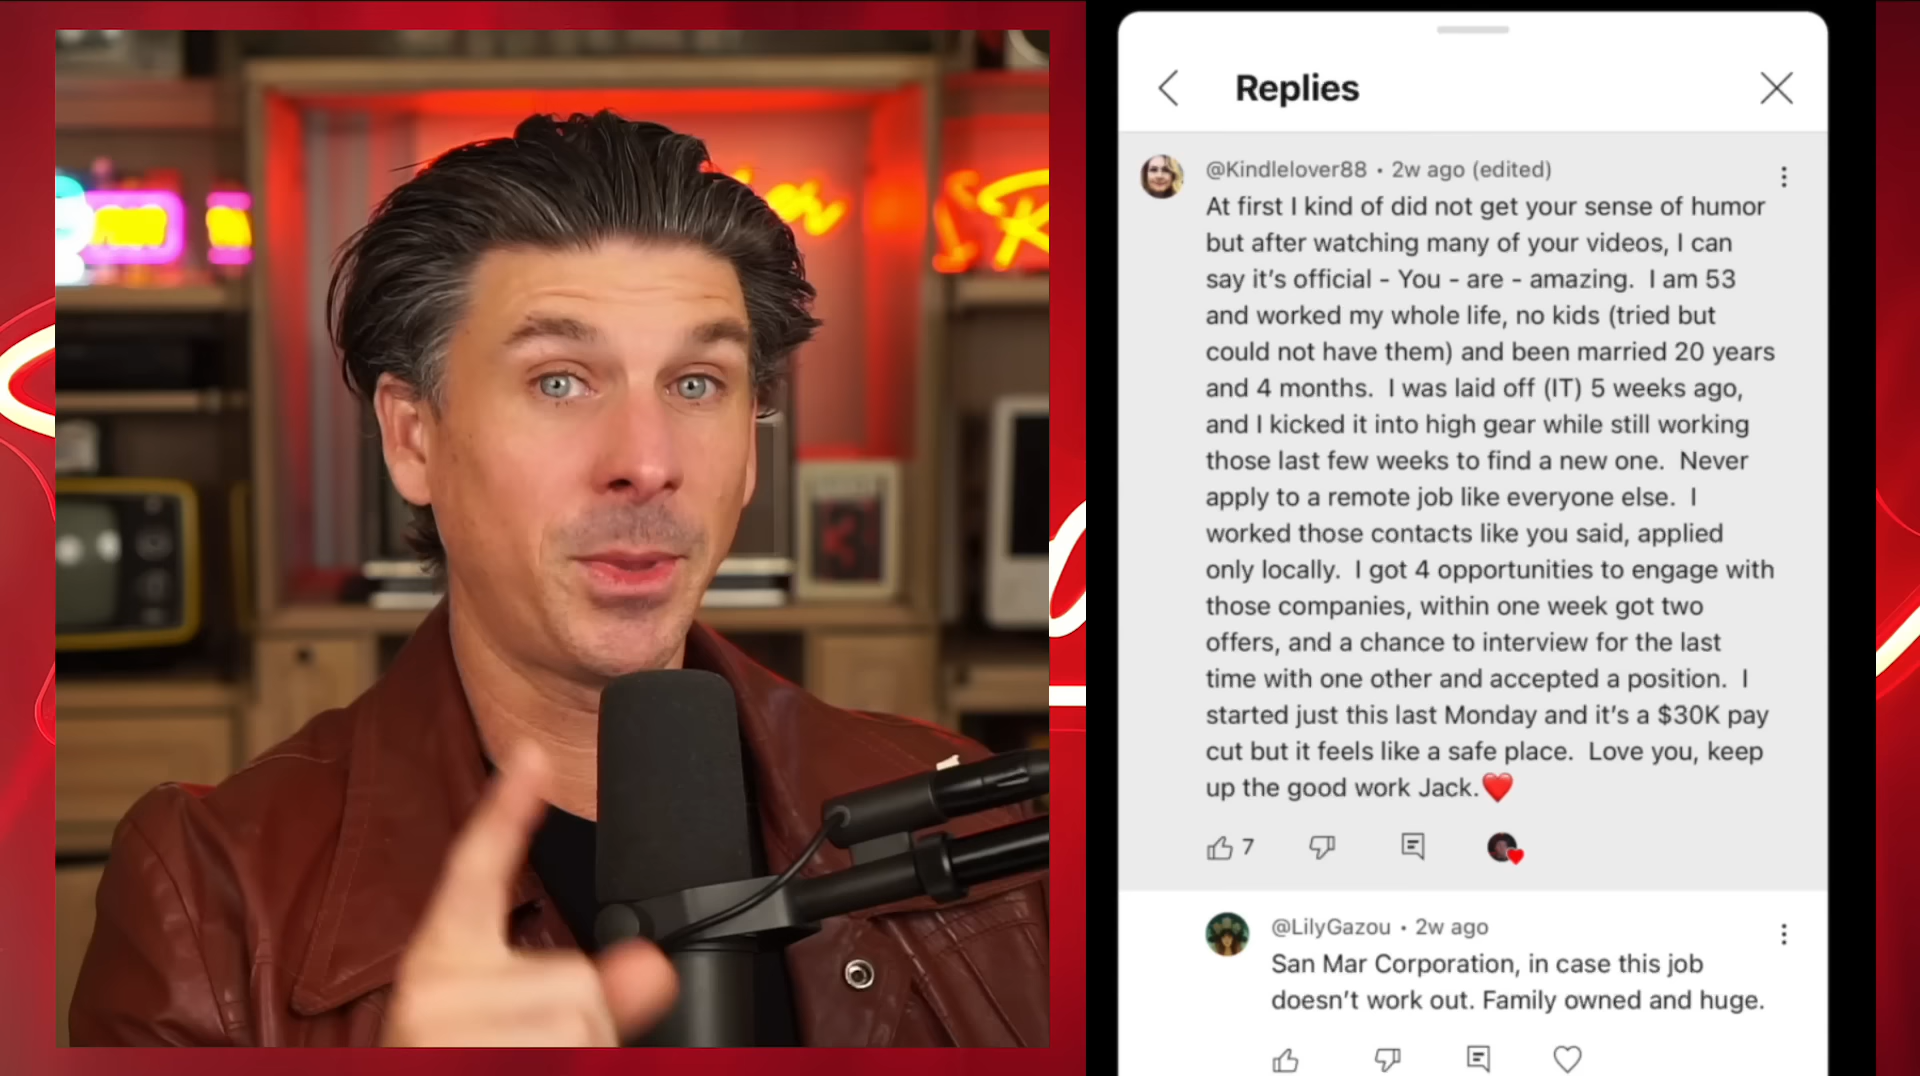 Replies
@Kindlelover88 • 2w ago (edited)
At first I kind of did not get your sense of humor
but after watching many of your videos, I can
say it's official - You - are - amazing.  I am 53
and worked my whole life, no kids (tried but
could not have them) and been married 20 years
and 4 months.  I was laid off (IT) 5 weeks ago,
and I kicked it into high gear while still working
those last few weeks to find a new one.  Never
apply to a remote job like everyone else.  I
worked those contacts like you said, applied
only locally.  I got 4 opportunities to engage with
those companies, within one week got two
offers, and a chance to interview for the last
time with one other and accepted a position.  I
started just this last Monday and it's a $30K pay
cut but it feels like a safe place.  Love you, keep
up the good work Jack.❤️
7
@LilyGazou • 2w ago
San Mar Corporation, in case this job
doesn't work out. Family owned and huge.